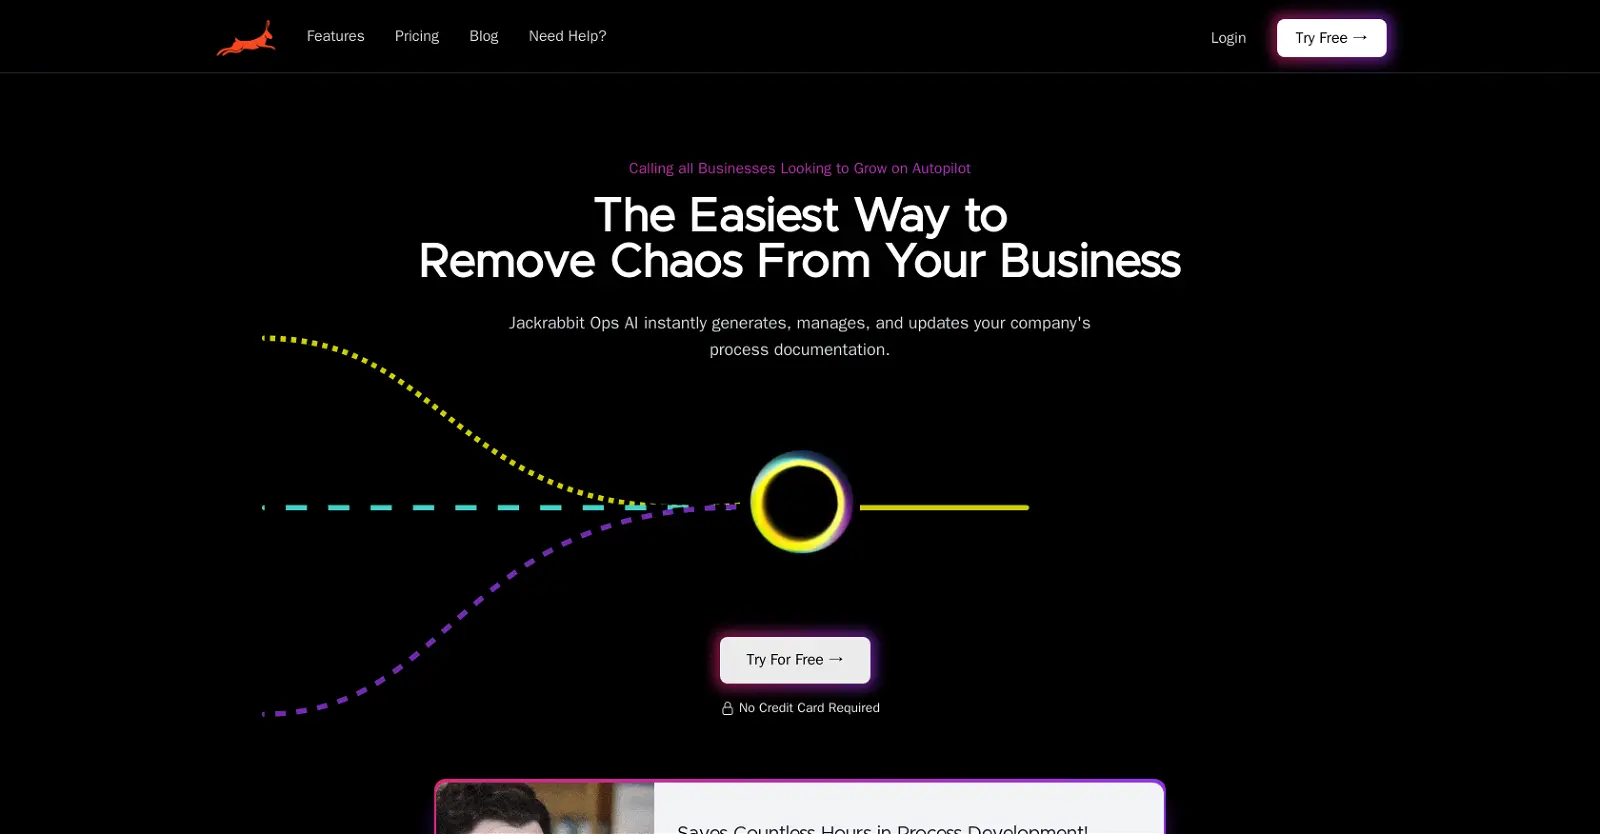 Features
Pricing
Blog
Need Help?
Login
Try Free →
Calling all Businesses Looking to Grow on Autopilot
The Easiest Way to
Remove Chaos From Your Business
Jackrabbit Ops AI instantly generates, manages, and updates your company's
process documentation.
Try For Free →
No Credit Card Required
Saves Countless Hours in Process Development!